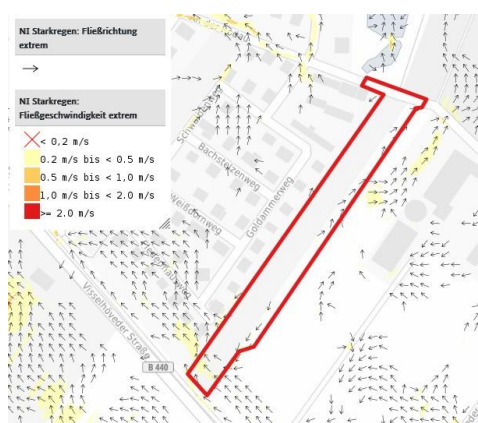 NI Starkregen: Fließrichtung
extrem
NI Starkregen:
Fließgeschwindigkeit extrem
< 0,2 m/s
0.2 m/s bis < 0.5 m/s
0.5 m/s bis < 1,0 m/s
1,0 m/s bis < 2.0 m/s
>= 2.0 m/s
Bachstelzenweg
Goldammerweg
Weißdornweg
Visselhöveder Straße
B 440